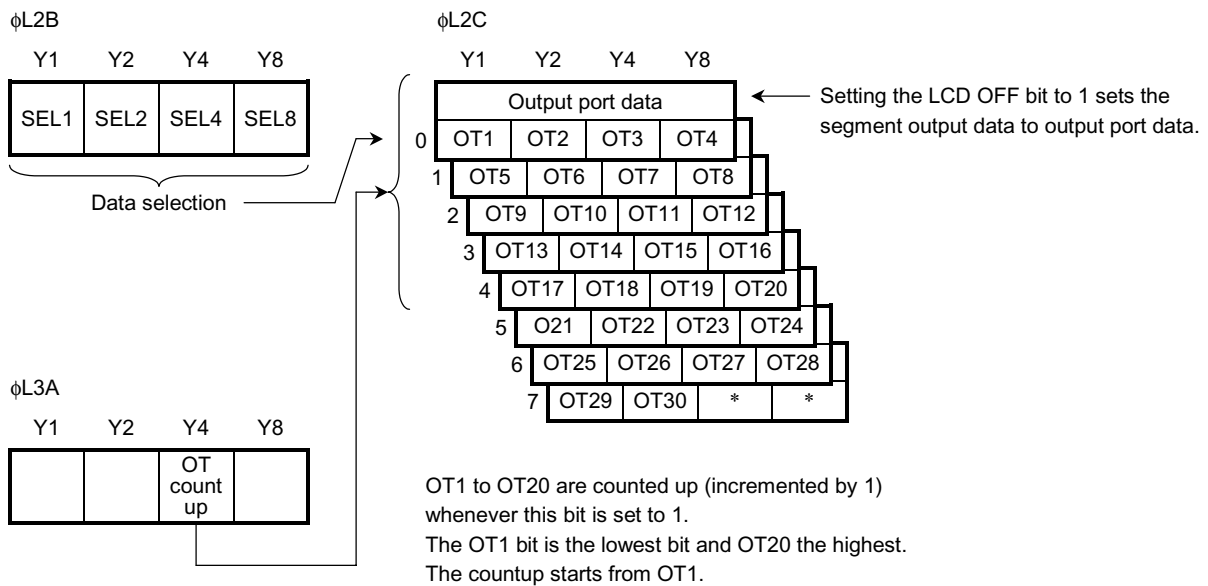 φL2B
Y1 Y2 Y4 Y8
SEL1 SEL2 SEL4 SEL8
Data selection
φL2C
Y1 Y2 Y4 Y8
Output port data
0 OT1 OT2 OT3 OT4
1 OT5 OT6 OT7 OT8
2 OT9 OT10 OT11 OT12
3 OT13 OT14 OT15 OT16
4 OT17 OT18 OT19 OT20
5 O21 OT22 OT23 OT24
6 OT25 OT26 OT27 OT28
7 OT29 OT30 * *
Setting the LCD OFF bit to 1 sets the
segment output data to output port data.
φL3A
Y1 Y2 Y4 Y8
OT
count
up
OT1 to OT20 are counted up (incremented by 1)
whenever this bit is set to 1.
The OT1 bit is the lowest bit and OT20 the highest.
The countup starts from OT1.